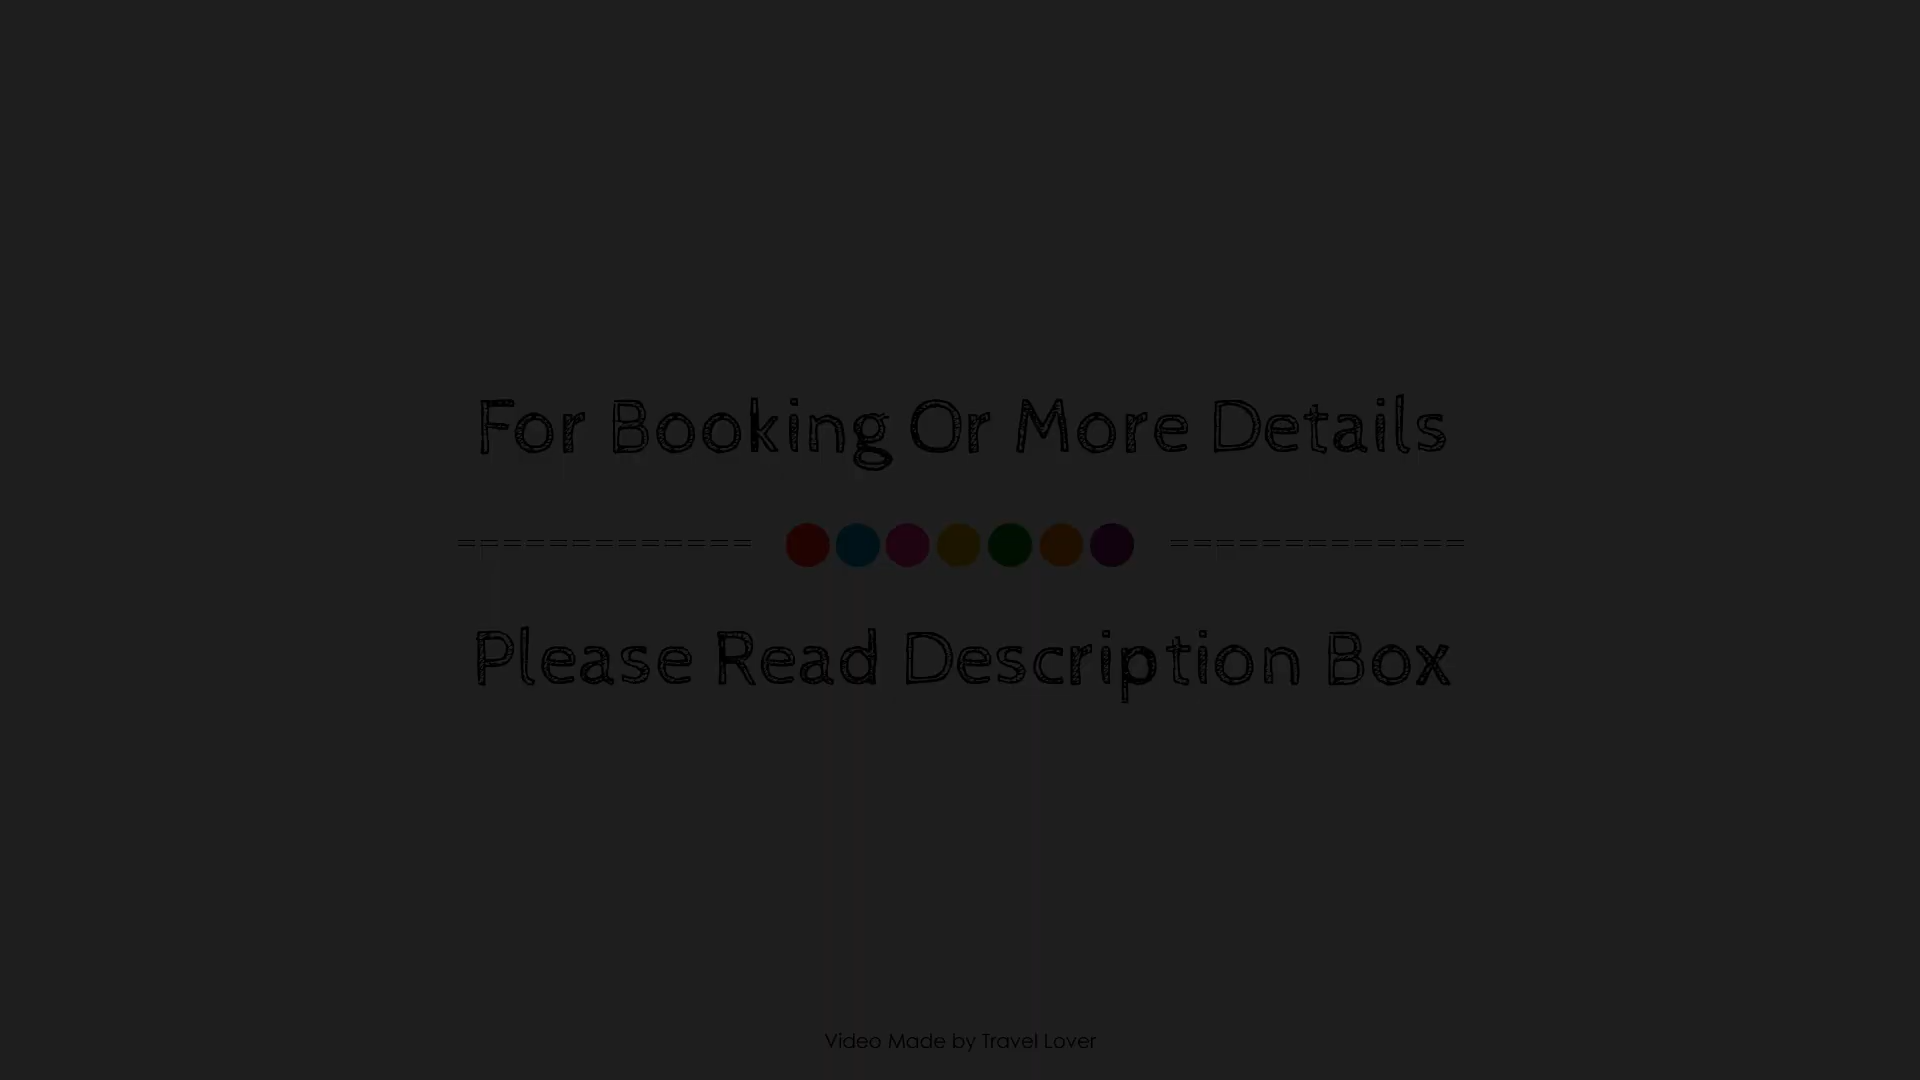 For Booking Or More Details
============= =============
Please Read Description Box
Video Made by Travel Lover